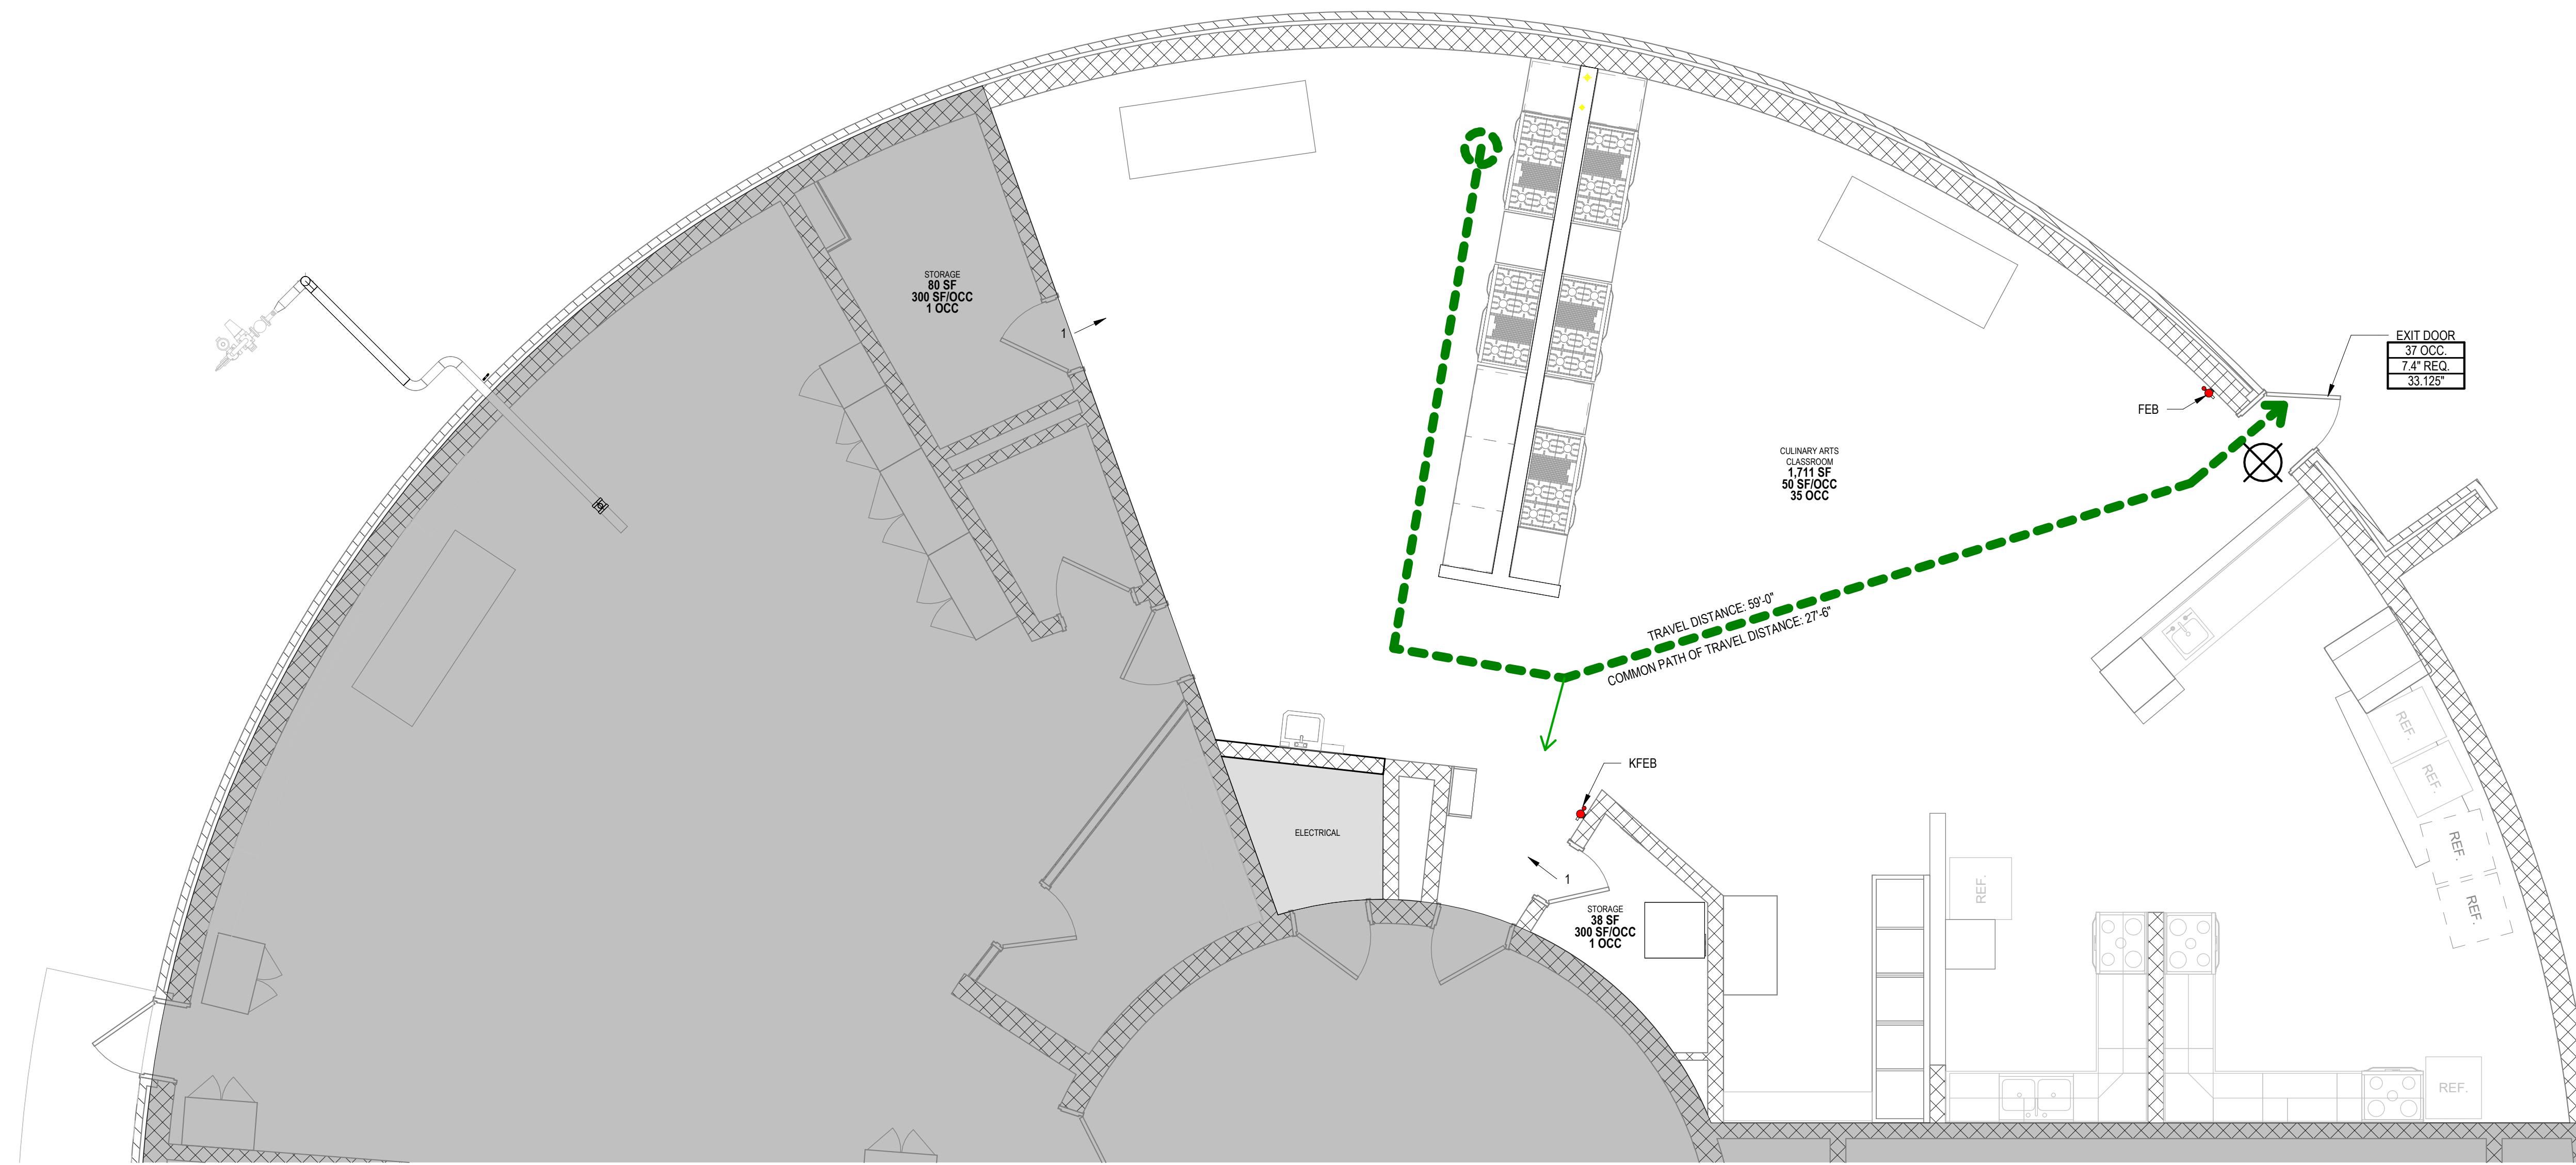 STORAGE
80 SF
300 SF/OCC
1 OCC
1
EXIT DOOR
37 OCC.
7.4" REQ.
33.125"
FEB
CULINARY ARTS
CLASSROOM
1,711 SF
50 SF/OCC
35 OCC
TRAVEL DISTANCE: 59'-0"
COMMON PATH OF TRAVEL DISTANCE: 27'-6"
REF.
REF.
REF.
REF.
KFEB
ELECTRICAL
1
STORAGE
38 SF
300 SF/OCC
1 OCC
REF.
REF.